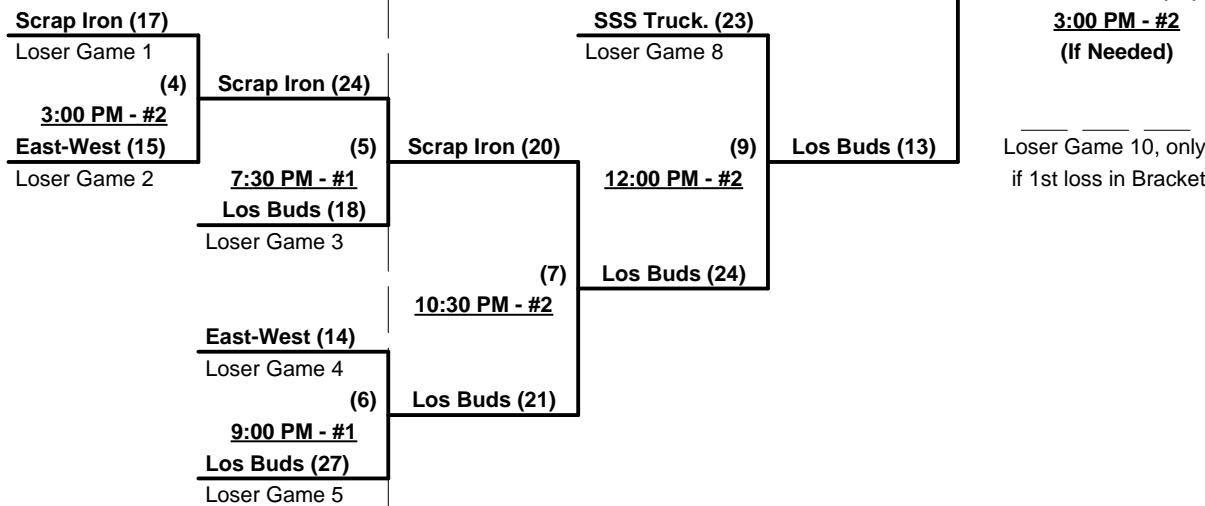 Scrap Iron (17)
Loser Game 1
(4)
3:00 PM - #2
East-West (15)
Loser Game 2
Scrap Iron (24)
(5)
7:30 PM - #1
Los Buds (18)
Loser Game 3
East-West (14)
Loser Game 4
(6)
9:00 PM - #1
Los Buds (27)
Loser Game 5
Scrap Iron (20)
(7)
10:30 PM - #2
Los Buds (21)
SSS Truck. (23)
Loser Game 8
(9)
12:00 PM - #2
Los Buds (24)
Los Buds (13)
3:00 PM - #2
(If Needed)
Loser Game 10, only
if 1st loss in Bracket